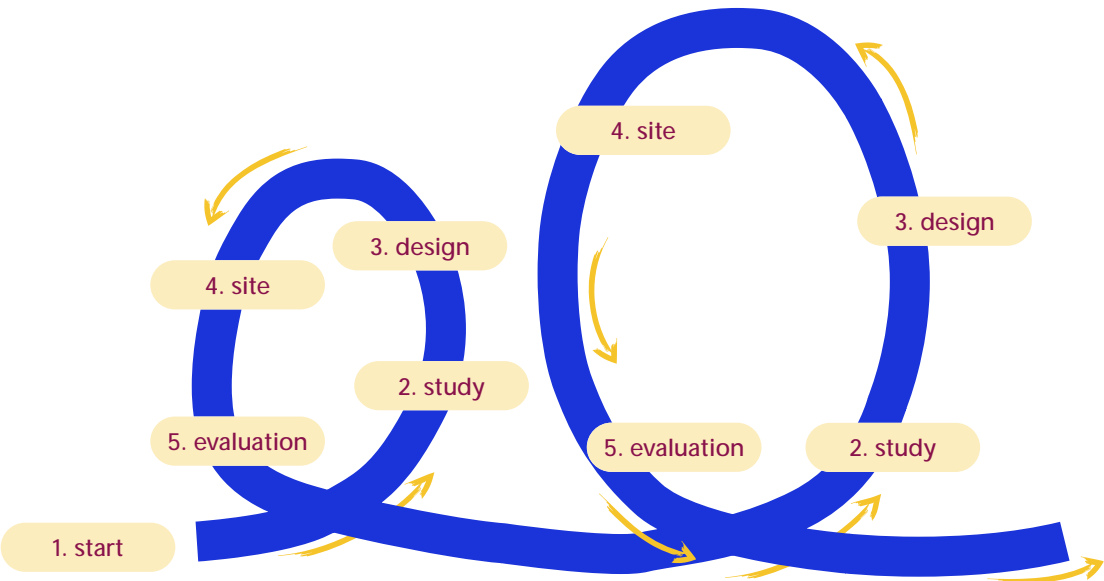 1. start
2. study
3. design
4. site
5. evaluation
2. study
3. design
4. site
5. evaluation